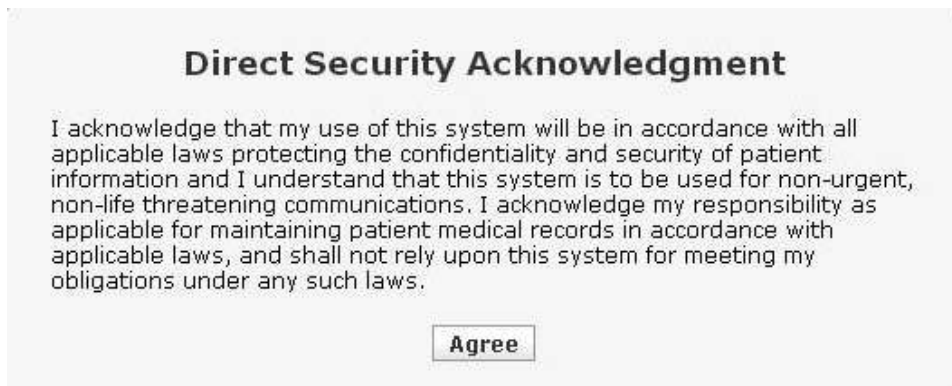 Direct Security Acknowledgment
I acknowledge that my use of this system will be in accordance with all
applicable laws protecting the confidentiality and security of patient
information and I understand that this system is to be used for non-urgent,
non-life threatening communications. I acknowledge my responsibility as
applicable for maintaining patient medical records in accordance with
applicable laws, and shall not rely upon this system for meeting my
obligations under any such laws.
Agree